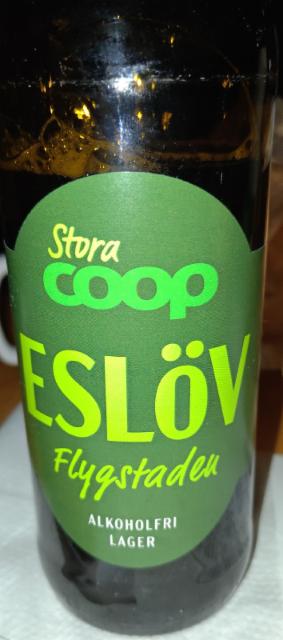 Stora
coop
ESLÖV
Flygstaden
ALKOHOLFRI
LAGER